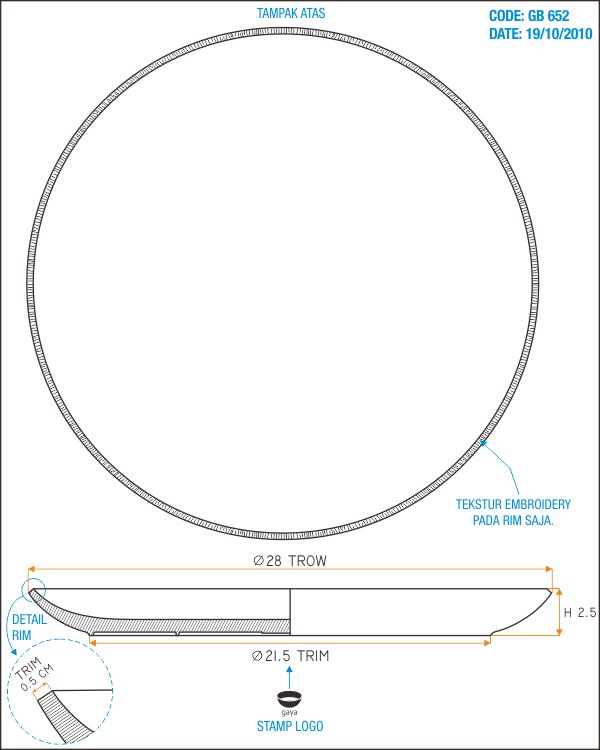 TAMPAK ATAS
CODE: GB 652
DATE: 19/10/2010
TEKSTUR EMBROIDERY
PADA RIM SAJA.
Ø28 TROW
DETAIL
RIM
H 2.5
TRIM
0.5 CM
Ø21.5 TRIM
gaya
STAMP LOGO